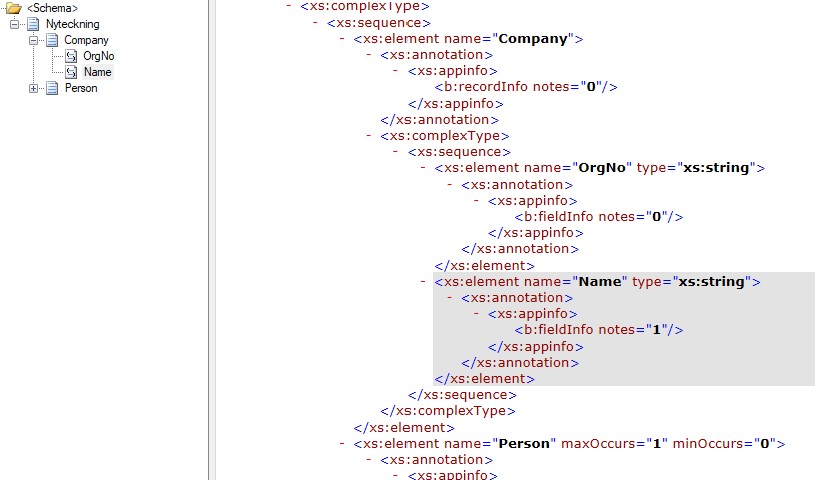 <Schema>
Nyteckning
Company
OrgNo
Name
Person
- <xs:complexType>
- <xs:sequence>
- <xs:element name="Company">
- <xs:annotation>
- <xs:appinfo>
<b:recordInfo notes="0"/>
</xs:appinfo>
</xs:annotation>
- <xs:complexType>
- <xs:sequence>
- <xs:element name="OrgNo" type="xs:string">
- <xs:annotation>
- <xs:appinfo>
<b:fieldInfo notes="0"/>
</xs:appinfo>
</xs:annotation>
</xs:element>
- <xs:element name="Name" type="xs:string">
- <xs:annotation>
- <xs:appinfo>
<b:fieldInfo notes="1"/>
</xs:appinfo>
</xs:annotation>
</xs:element>
</xs:sequence>
</xs:complexType>
</xs:element>
- <xs:element name="Person" maxOccurs="1" minOccurs="0">
- <xs:annotation>
- <xs:appinfo>